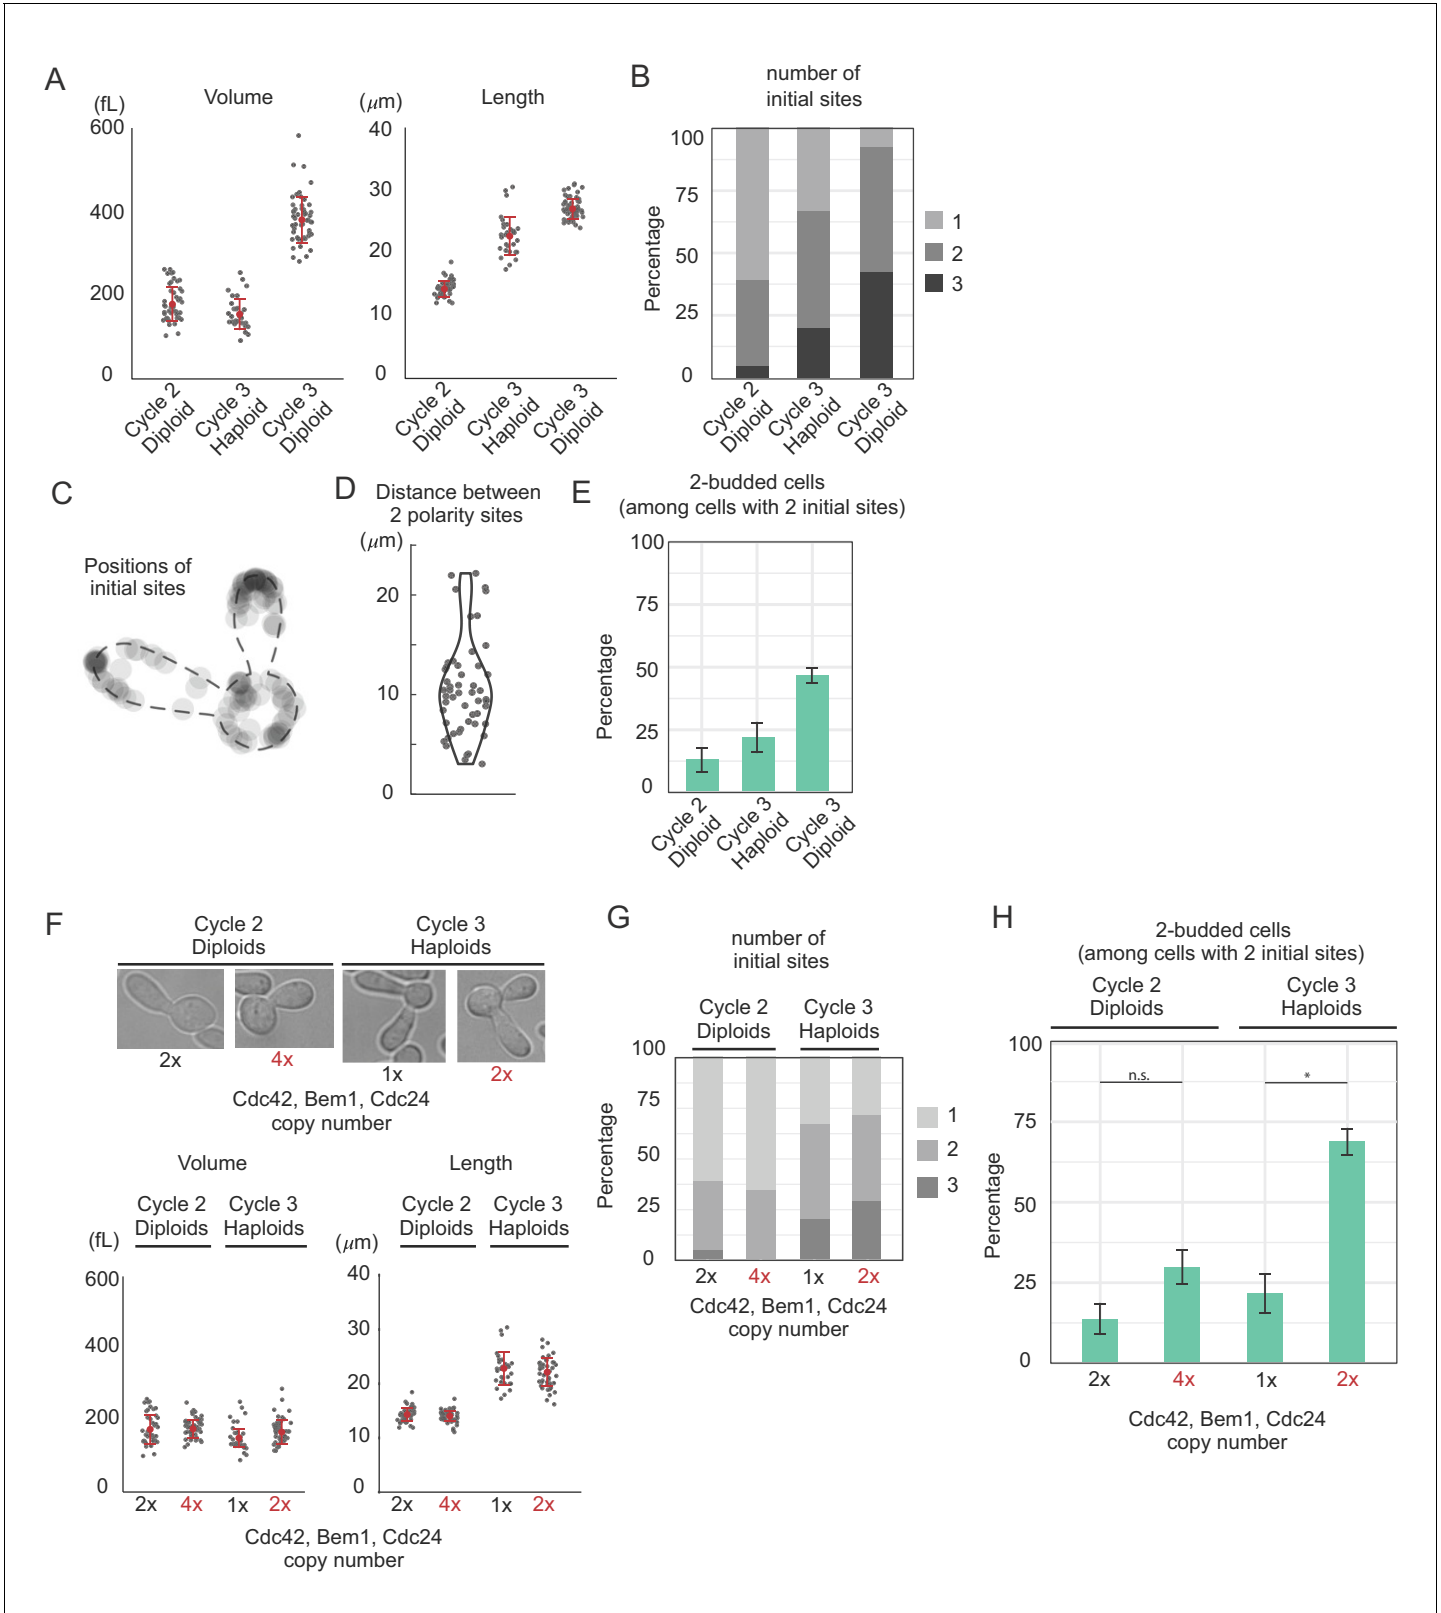 A
(fL)
Volume
600
400
200
0
Cycle 2
Diploid
Cycle 3
Haploid
Cycle 3
Diploid
(μm)
Length
40
30
20
10
0
Cycle 2
Diploid
Cycle 3
Haploid
Cycle 3
Diploid
B
number of
initial sites
Percentage
100
75
50
25
0
Cycle 2
Diploid
Cycle 3
Haploid
Cycle 3
Diploid
1
2
3
C
Positions of
initial sites
D
Distance between
2 polarity sites
(μm)
20
10
0
E
2-budded cells
(among cells with 2 initial sites)
Percentage
100
75
50
25
0
Cycle 2
Diploid
Cycle 3
Haploid
Cycle 3
Diploid
F
Cycle 2
Diploids
Cycle 3
Haploids
2x
4x
1x
2x
Cdc42, Bem1, Cdc24
copy number
Volume
Cycle 2
Diploids
Cycle 3
Haploids
(fL)
600
400
200
0
2x
4x
1x
2x
Length
Cycle 2
Diploids
Cycle 3
Haploids
(μm)
40
30
20
10
0
2x
4x
1x
2x
Cdc42, Bem1, Cdc24
copy number
G
number of
initial sites
Cycle 2
Diploids
Cycle 3
Haploids
Percentage
100
75
50
25
0
2x
4x
1x
2x
Cdc42, Bem1, Cdc24
copy number
1
2
3
H
2-budded cells
(among cells with 2 initial sites)
Cycle 2
Diploids
Cycle 3
Haploids
Percentage
100
75
50
25
0
n.s.
*
2x
4x
1x
2x
Cdc42, Bem1, Cdc24
copy number